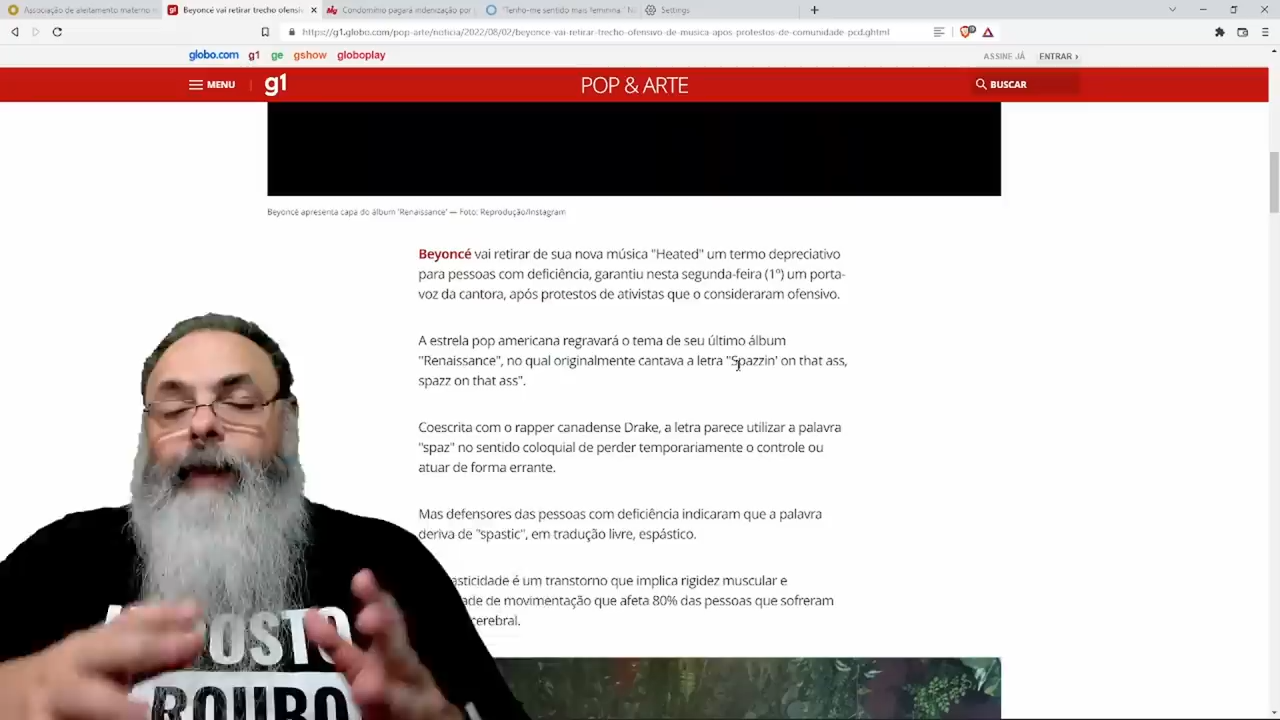 Associação de aleitamento materno
Beyoncé vai retirar trecho ofensiv
Condomínio pagará indenização por
"Tenho-me sentido mais feminina"
Settings
https://g1.globo.com/pop-arte/noticia/2022/08/02/beyonce-vai-retirar-trecho-ofensivo-de-musica-apos-protestos-de-comunidade-pcd.ghtml
globo.com g1 ge gshow globoplay
ASSINE JÁ ENTRAR ›
MENU g1 POP & ARTE BUSCAR
Beyoncé apresenta capa do álbum 'Renaissance' — Foto: Reprodução/Instagram
Beyoncé vai retirar de sua nova música "Heated" um termo depreciativo
para pessoas com deficiência, garantiu nesta segunda-feira (1º) um porta-
voz da cantora, após protestos de ativistas que o consideraram ofensivo.
A estrela pop americana regravará o tema de seu último álbum
"Renaissance", no qual originalmente cantava a letra "Spazzin' on that ass,
spazz on that ass".
Coescrita com o rapper canadense Drake, a letra parece utilizar a palavra
"spaz" no sentido coloquial de perder temporariamente o controle ou
atuar de forma errante.
Mas defensores das pessoas com deficiência indicaram que a palavra
deriva de "spastic", em tradução livre, espástico.
asticidade é um transtorno que implica rigidez muscular e
ade de movimentação que afeta 80% das pessoas que sofreram
cerebral.
POSTO
ROUBO